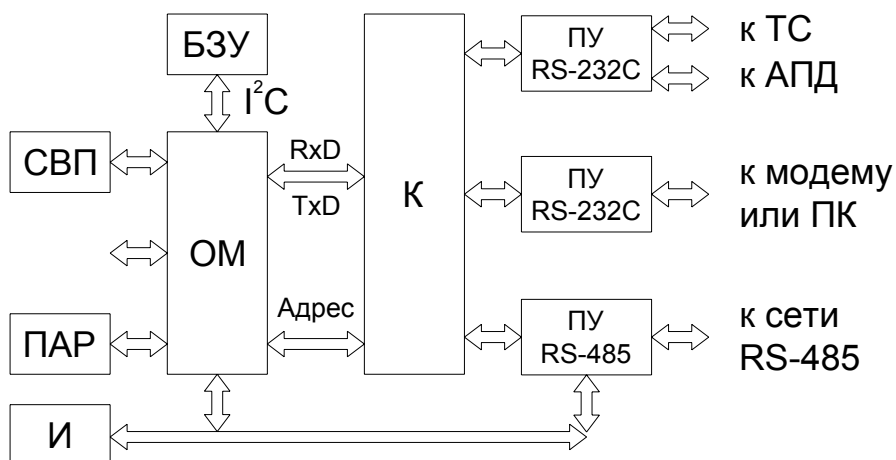 БЗУ
I²C
СВП
ОМ
ПАР
И
RxD
TxD
Адрес
К
ПУ
RS-232C
к ТС
к АПД
ПУ
RS-232C
к модему
или ПК
ПУ
RS-485
к сети
RS-485